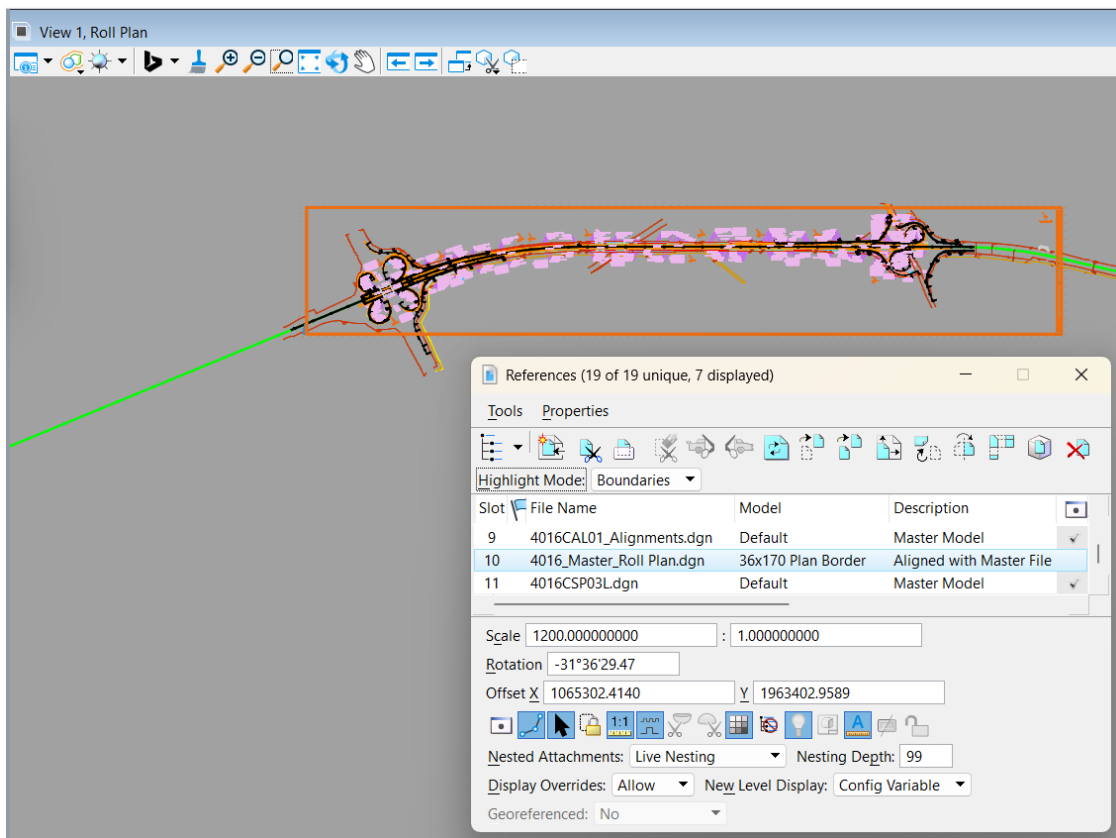 View 1, Roll Plan
References (19 of 19 unique, 7 displayed)
Tools Properties
Highlight Mode: Boundaries
Slot File Name Model Description
9 4016CAL01_Alignments.dgn Default Master Model
10 4016_Master_Roll Plan.dgn 36x170 Plan Border Aligned with Master File
11 4016CSP03L.dgn Default Master Model
Scale 1200.000000000 : 1.000000000
Rotation -31°36'29.47
Offset X 1065302.4140 Y 1963402.9589
1:1 A
Nested Attachments: Live Nesting Nesting Depth: 99
Display Overrides: Allow New Level Display: Config Variable
Georeferenced: No